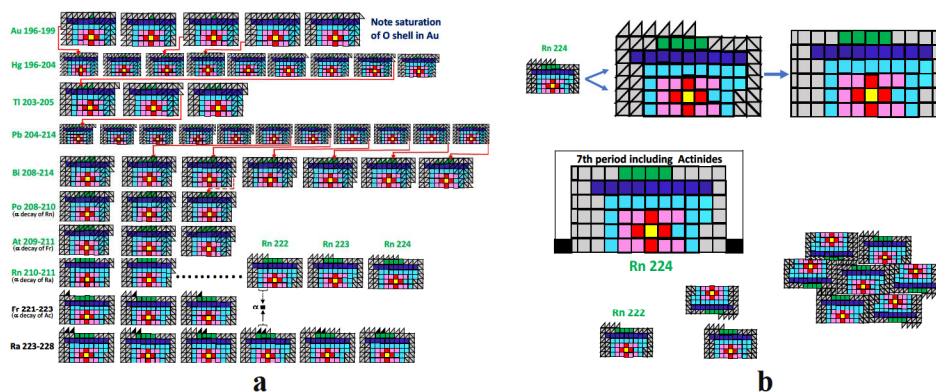 Au 196-199
Note saturation
of O shell in Au
Hg 196-204
Tl 203-205
Pb 204-214
Bi 208-214
Po 208-210
(α decay of Rn)
At 209-211
(α decay of Fr)
Rn 210-211
(α decay of Ra)
Rn 222
Rn 223
Rn 224
Fr 221-223
(α decay of Ac)
α
Ra 223-228
a
Rn 224
7th period including Actinides
Rn 224
Rn 222
b